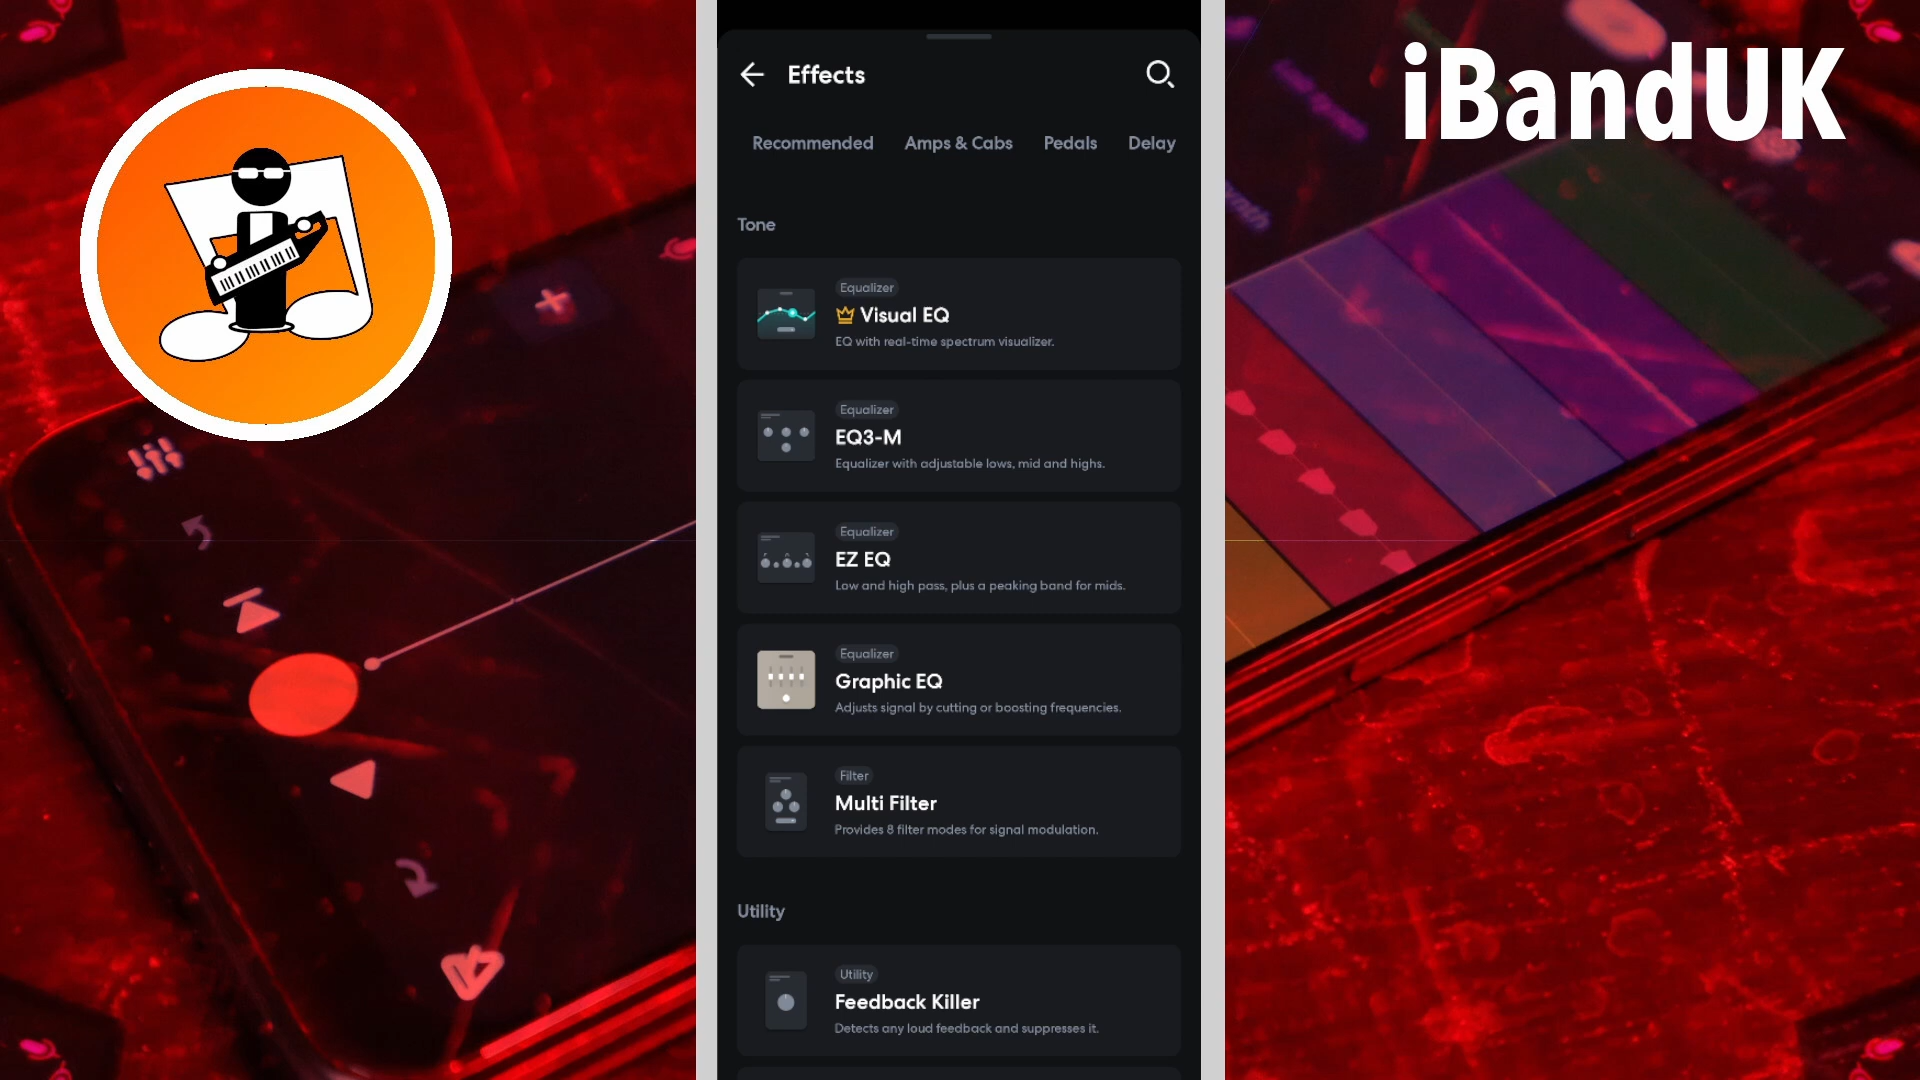 iBandUK
Effects
Recommended
Amps & Cabs
Pedals
Delay
Tone
Equalizer
Visual EQ
EQ with real-time spectrum visualizer.
Equalizer
EQ3-M
Equalizer with adjustable lows, mid and highs.
Equalizer
EZ EQ
Low and high pass, plus a peaking band for mids.
Equalizer
Graphic EQ
Adjusts signal by cutting or boosting frequencies.
Filter
Multi Filter
Provides 8 filter modes for signal modulation.
Utility
Utility
Feedback Killer
Detects any loud feedback and suppresses it.